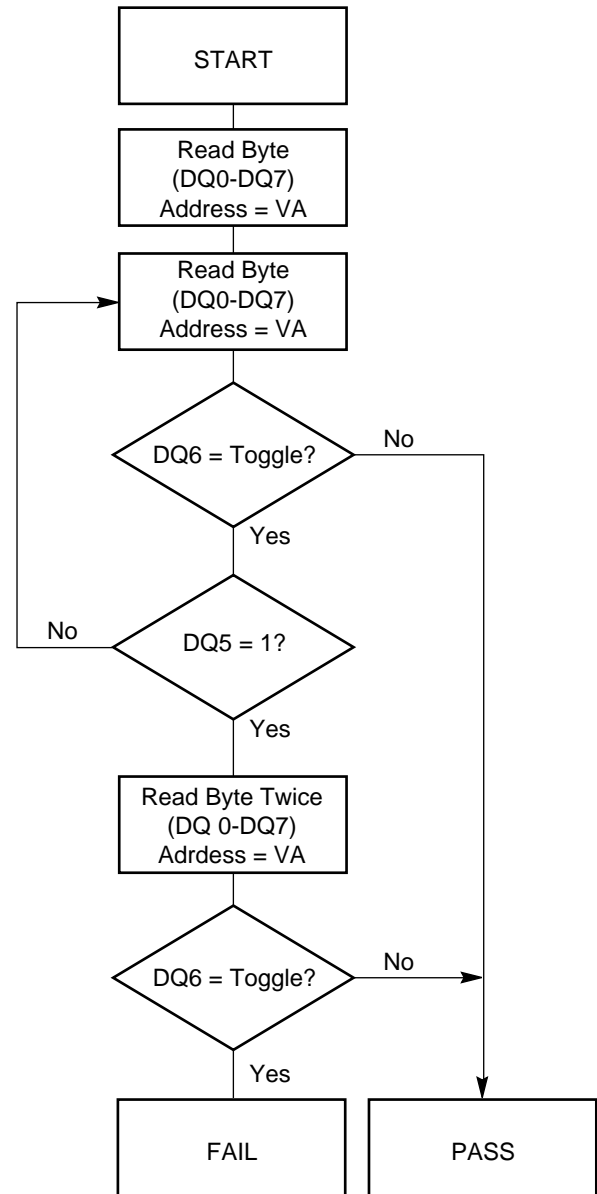 START
Read Byte
(DQ0-DQ7)
Address = VA
Read Byte
(DQ0-DQ7)
Address = VA
DQ6 = Toggle?
No
Yes
No
DQ5 = 1?
Yes
Read Byte Twice
(DQ 0-DQ7)
Adrdess = VA
DQ6 = Toggle?
No
Yes
FAIL
PASS